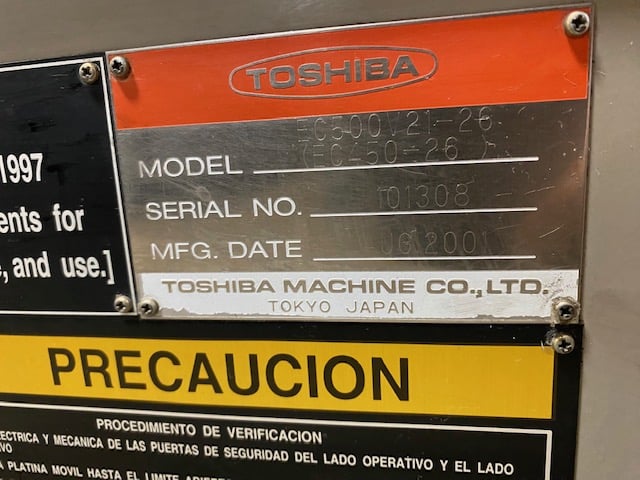 TOSHIBA
EC500V21-26
MODEL (EC450-26)
SERIAL NO. 101308
MFG. DATE 2001
TOSHIBA MACHINE CO.,LTD.
TOKYO JAPAN
1997
for
, and use.]
PRECAUCION
PROCEDIMIENTO DE VERIFICACION
ECTRICA Y MECANICA DE LAS PUERTAS DE SEGURIDAD DEL LADO OPERATIVO Y EL LADO
VO
PLATINA MOVIL HASTA EL LIMITE